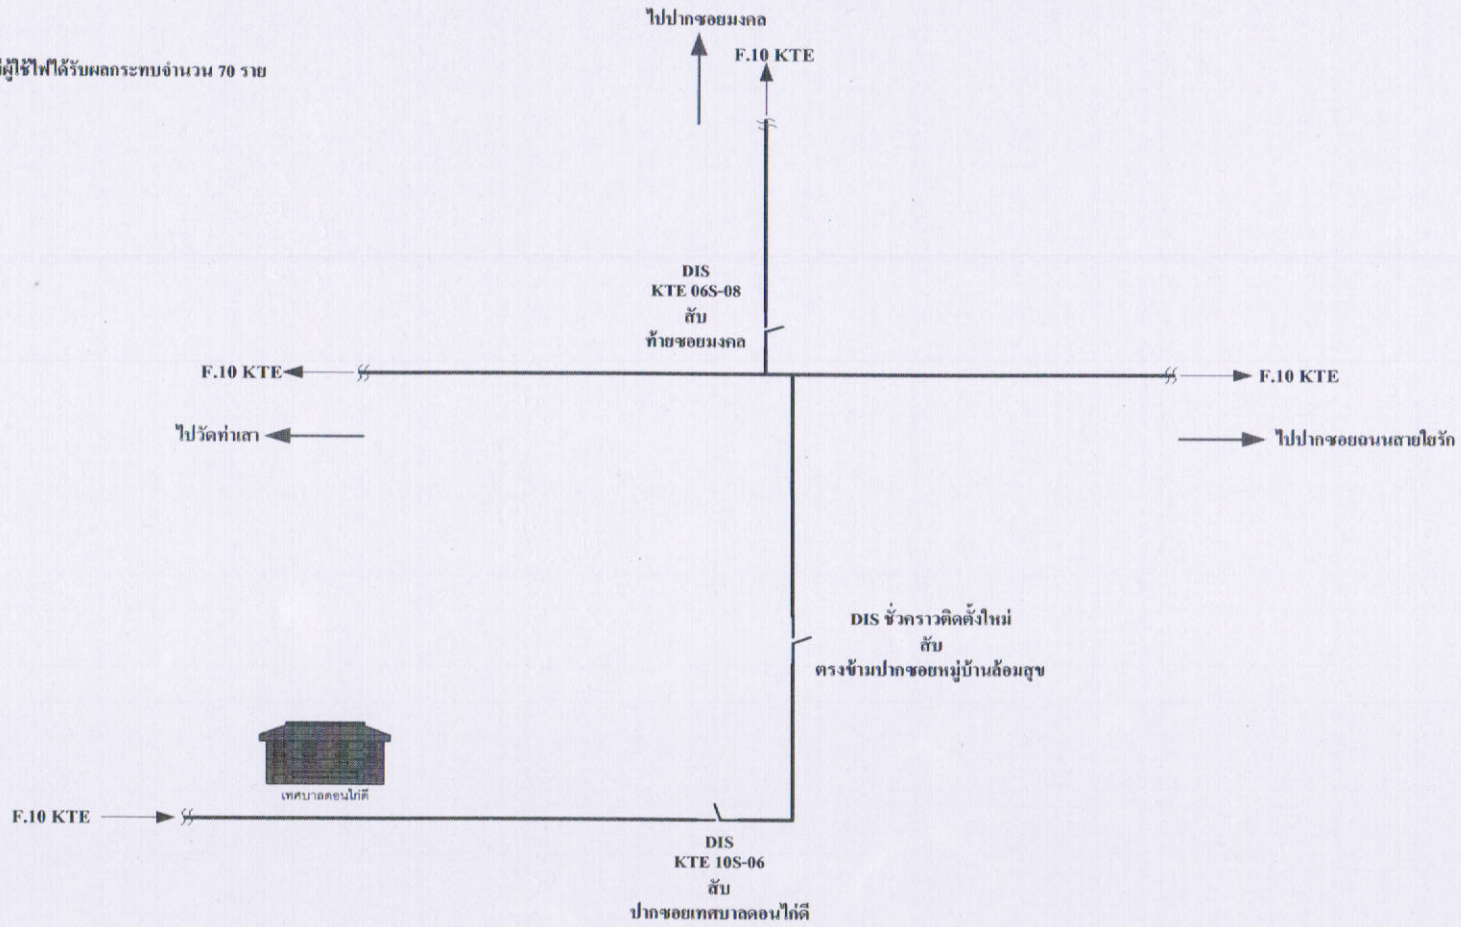 ไปปากซอยมงคล
F.10 KTE
มีผู้ใช้ไฟได้รับผลกระทบจำนวน 70 ราย
DIS
KTE 06S-08
สับ
ท้ายซอยมงคล
F.10 KTE
F.10 KTE
ไปวัดท่าเสา
ไปปากซอยถนนสายใยรัก
DIS ชั่วคราวติดตั้งใหม่
สับ
ตรงข้ามปากซอยหมู่บ้านล้อมสุข
เทศบาลดอนไก่ดี
F.10 KTE
DIS
KTE 10S-06
สับ
ปากซอยเทศบาลดอนไก่ดี